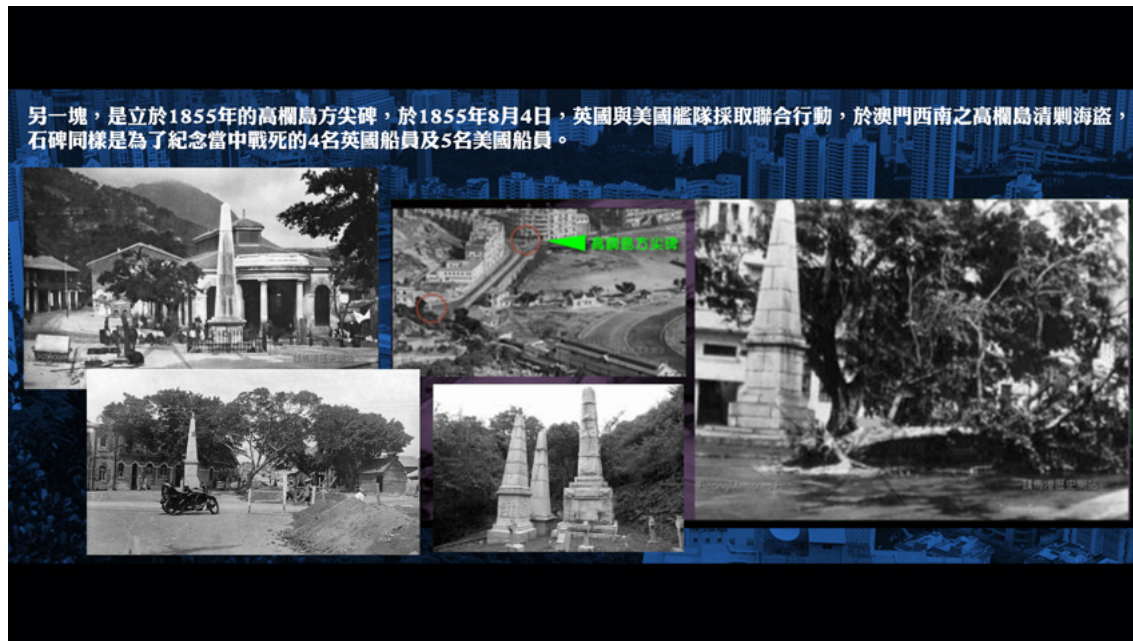 另一塊，是立於1855年的高欄島方尖碑，於1855年8月4日，英國與美國艦隊採取聯合行動，於澳門西南之高欄島清剿海盜，
石碑同樣是為了紀念當中戰死的4名英國船員及5名美國船員。
高欄島方尖碑